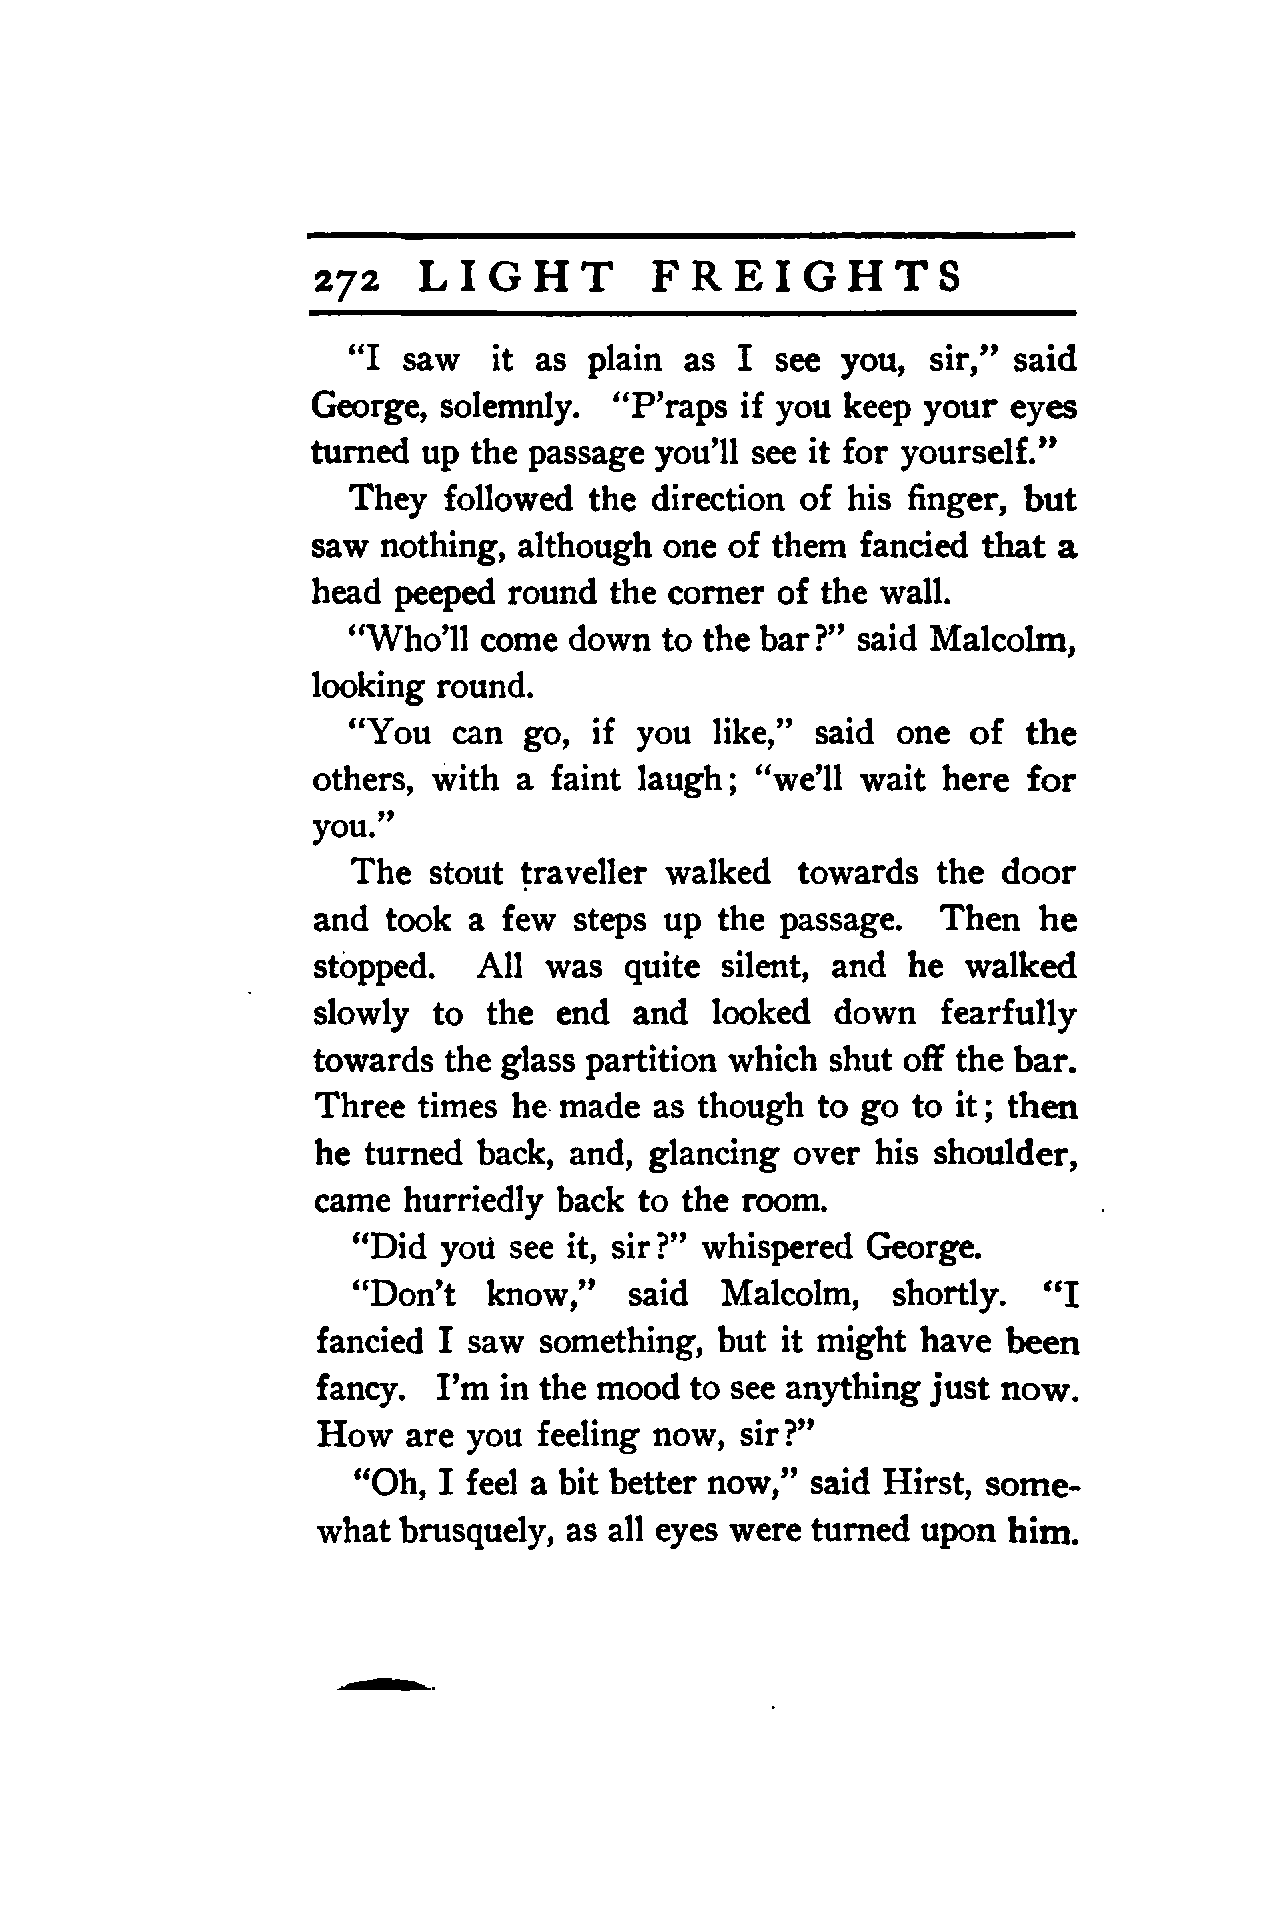 272 LIGHT FREIGHTS
“I saw it as plain as I see you, sir,” said
George, solemnly. “P’raps if you keep your eyes
turned up the passage you’ll see it for yourself.”
They followed the direction of his finger, but
saw nothing, although one of them fancied that a
head peeped round the corner of the wall.
“Who’ll come down to the bar?” said Malcolm,
looking round.
“You can go, if you like,” said one of the
others, with a faint laugh; “we’ll wait here for
you.”
The stout traveller walked towards the door
and took a few steps up the passage. Then he
stopped. All was quite silent, and he walked
slowly to the end and looked down fearfully
towards the glass partition which shut off the bar.
Three times he made as though to go to it; then
he turned back, and, glancing over his shoulder,
came hurriedly back to the room.
“Did you see it, sir?” whispered George.
“Don’t know,” said Malcolm, shortly. “I
fancied I saw something, but it might have been
fancy. I’m in the mood to see anything just now.
How are you feeling now, sir?”
“Oh, I feel a bit better now,” said Hirst, some-
what brusquely, as all eyes were turned upon him.